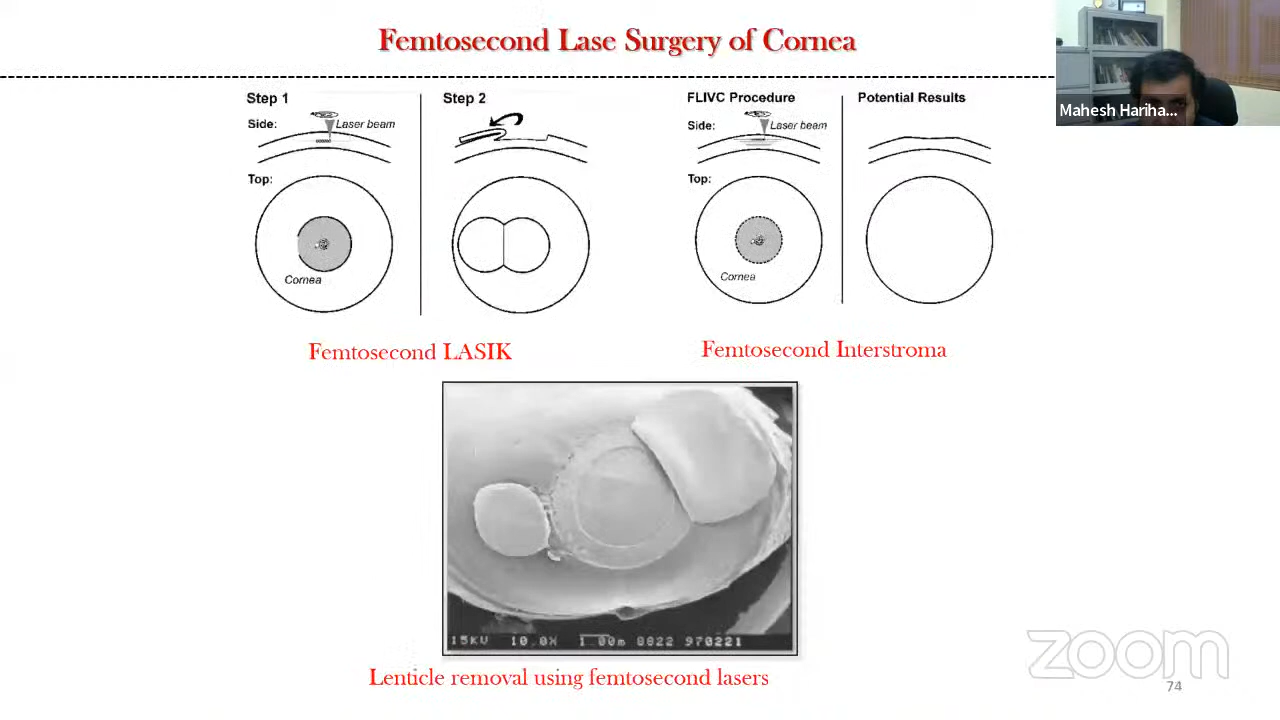 Femtosecond Lase Surgery of Cornea
Mahesh Hariha...
Step 1
Side:
Laser beam
Top:
Cornea
Step 2
FLIVC Procedure
Side:
Laser beam
Top:
Cornea
Potential Results
Femtosecond LASIK
Femtosecond Interstroma
15KV 10.0X 1.00m 8822 970221
Lenticle removal using femtosecond lasers
zoom
74